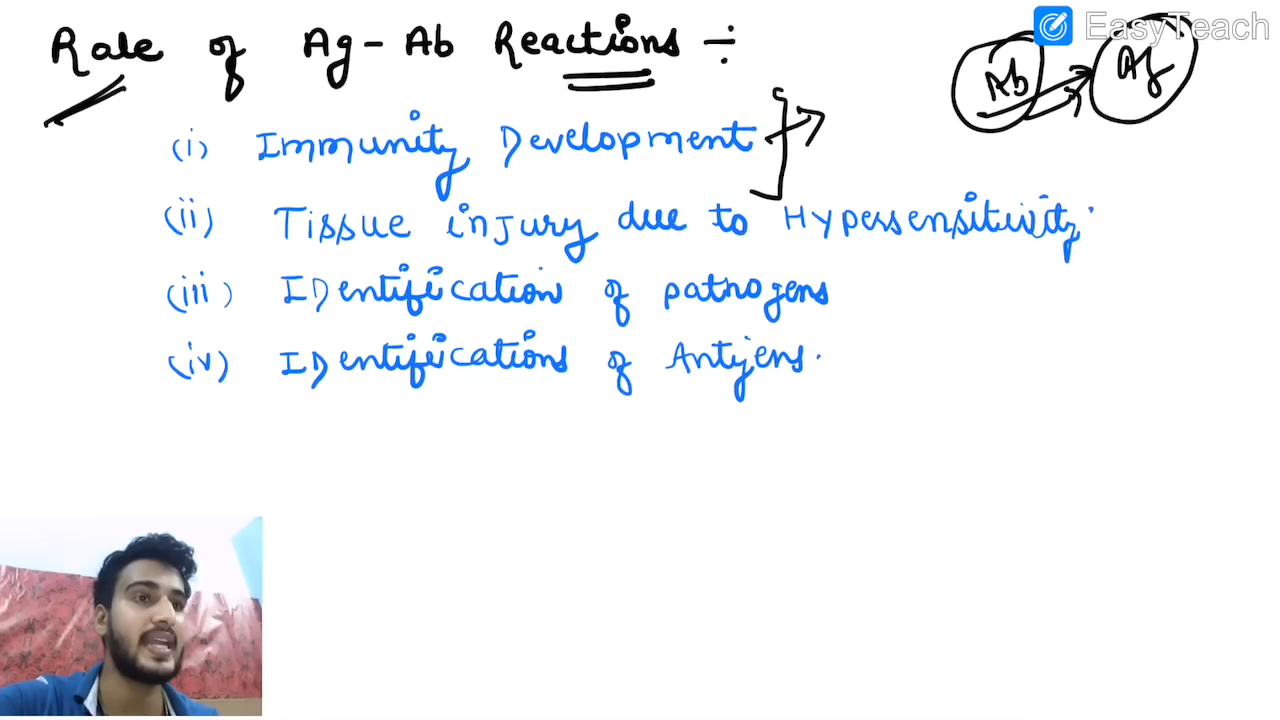 Role of Ag - Ab Reactions ÷
EasyTeach
Ab
Ag
(i) Immunity Development
(ii) Tissue injury due to Hypersensitivity.
(iii) IDentification of pathogens
(iv) IDentifications of Antigens.